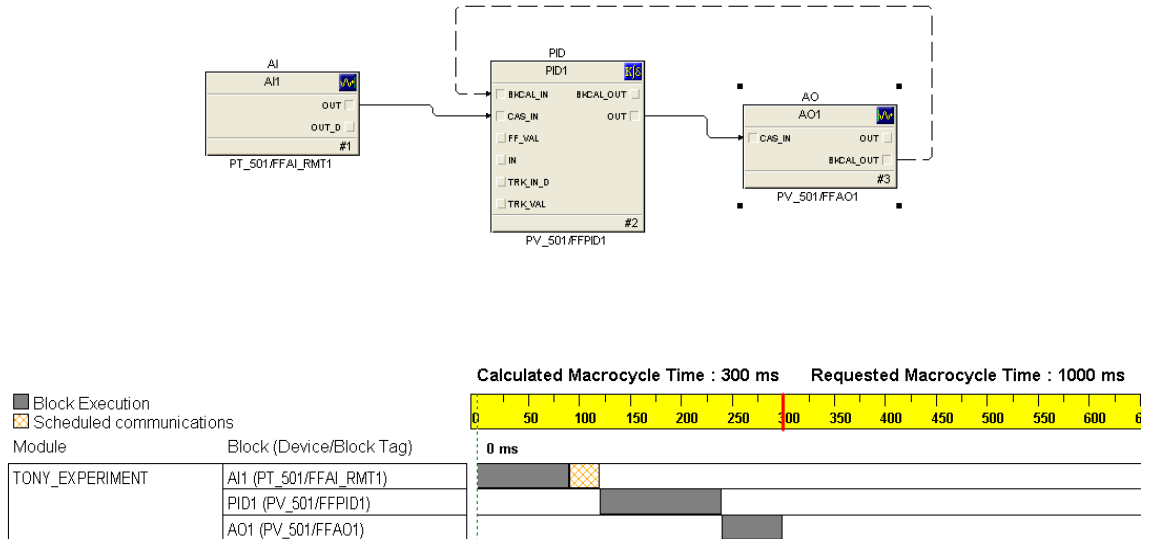 AI
AI1
OUT
OUT_D
#1
PT_501/FFAI_RMT1
PID
PID1
BKCAL_IN BKCAL_OUT
CAS_IN OUT
FF_VAL
IN
TRK_IN_D
TRK_VAL
#2
PV_501/FFPID1
AO
AO1
CAS_IN OUT
BKCAL_OUT
#3
PV_501/FFAO1
Calculated Macrocycle Time : 300 ms Requested Macrocycle Time : 1000 ms
Block Execution
Scheduled communications
0 50 100 150 200 250 300 350 400 450 500 550 600 6
Module Block (Device/Block Tag) 0 ms
TONY_EXPERIMENT AI1 (PT_501/FFAI_RMT1)
PID1 (PV_501/FFPID1)
AO1 (PV_501/FFAO1)